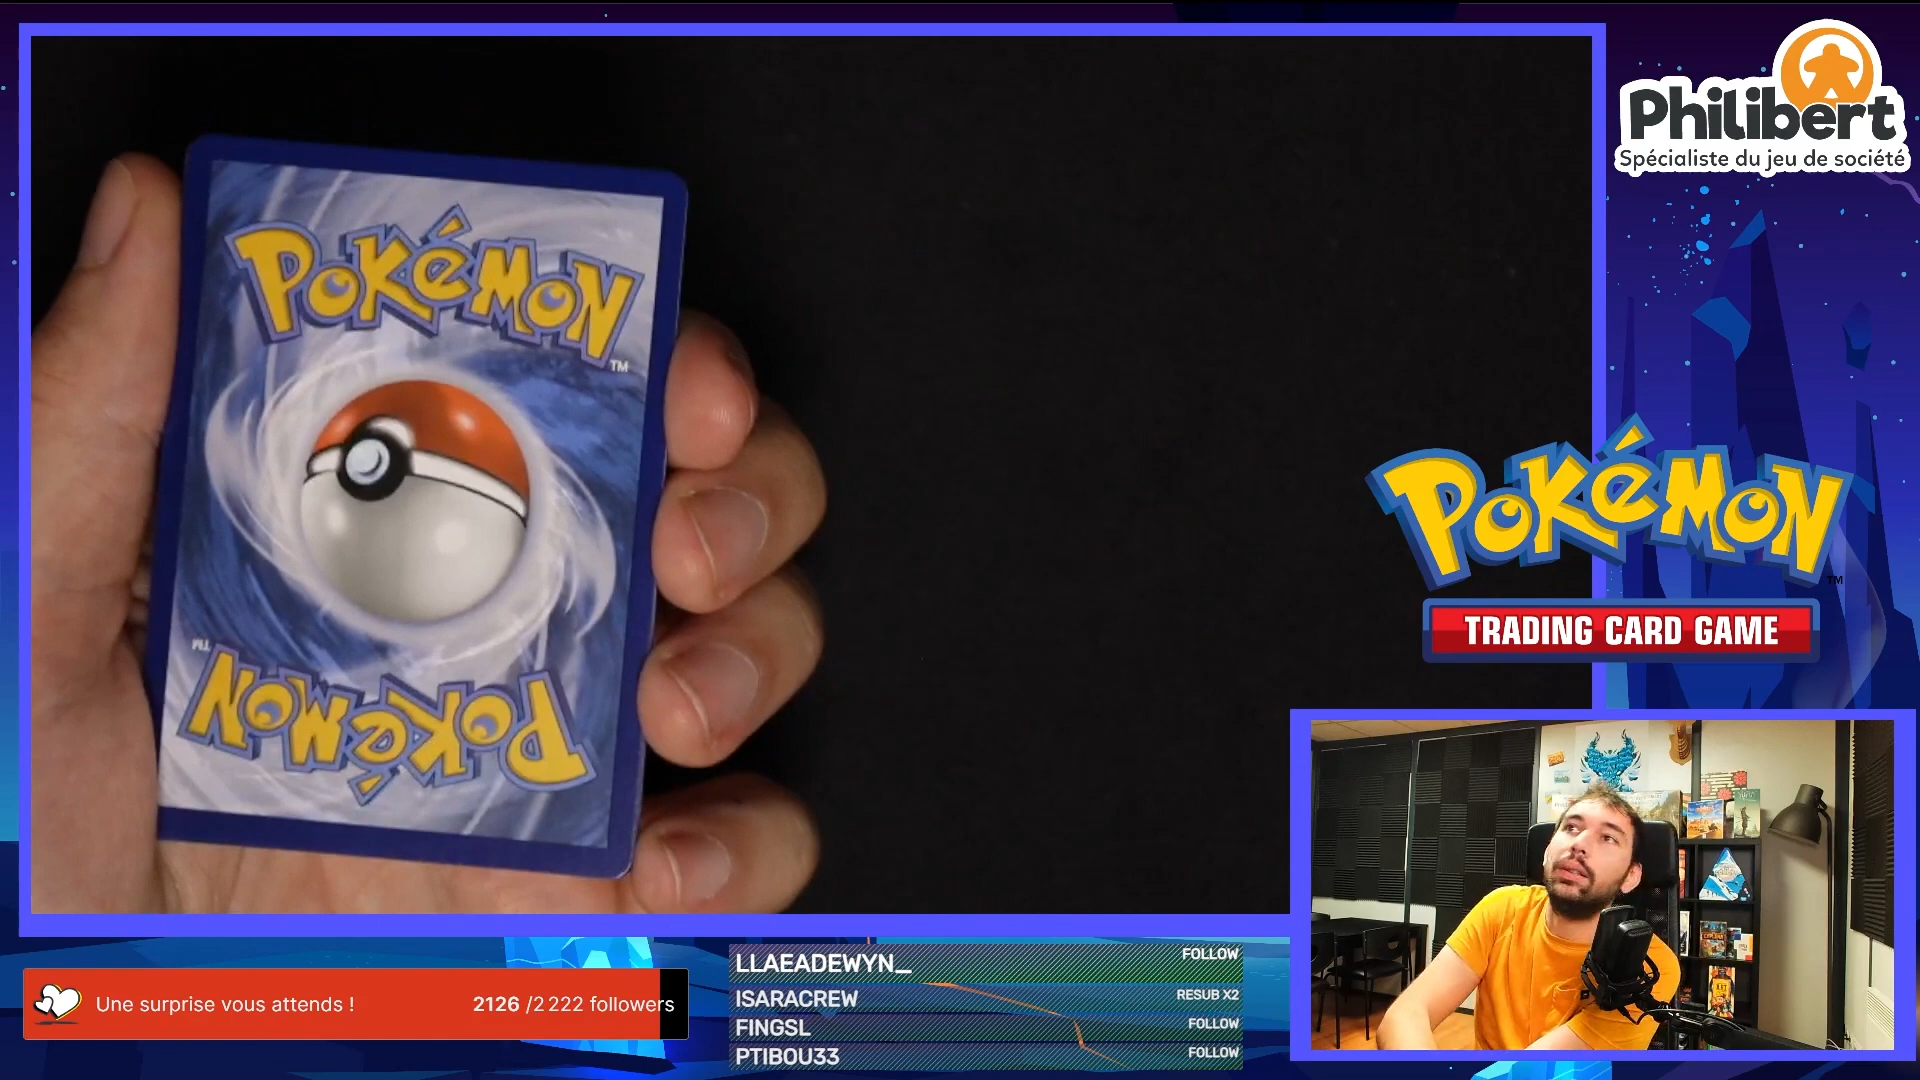 Philibert
Spécialiste du jeu de société
POKéMON
TM
POKéMON
TM
POKéMON
TM
TRADING CARD GAME
Une surprise vous attends ! 2126 /2 222 followers
LLAEADEWYN_ FOLLOW
ISARACREW RESUB X2
FINGSL FOLLOW
PTIBOU33 FOLLOW